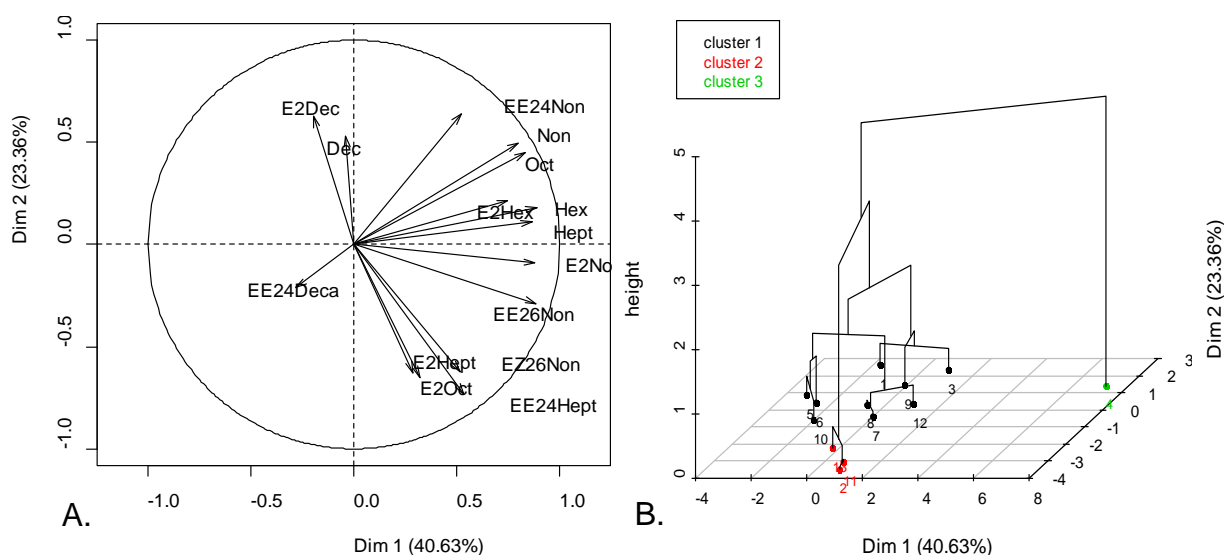 1.0
0.5
0.0
-0.5
-1.0
Dim 2 (23.36%)
E2Dec
Dec
EE24Non
Non
Oct
E2Hex
Hex
Hept
E2No
EE24Deca
EE26Non
E2Hept
EZ26Non
E2Oct
EE24Hept
-1.0 -0.5 0.0 0.5 1.0
A.
Dim 1 (40.63%)
cluster 1
cluster 2
cluster 3
height
5
4
3
2
1
0
1
3
4
5
6
8
9
12
10
7
13
11
2
-4 0 2 4 6 8
-4
-3
-2
-1
0
1
2
3
Dim 2 (23.36%)
B.
Dim 1 (40.63%)